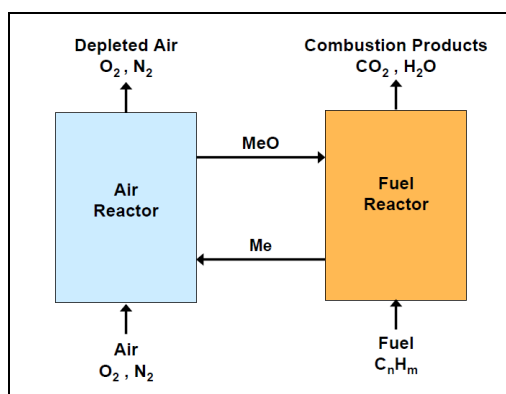 Depleted Air
O₂ , N₂
Combustion Products
CO₂ , H₂O
MeO
Air
Reactor
Fuel
Reactor
Me
Air
O₂ , N₂
Fuel
CₙHₘ